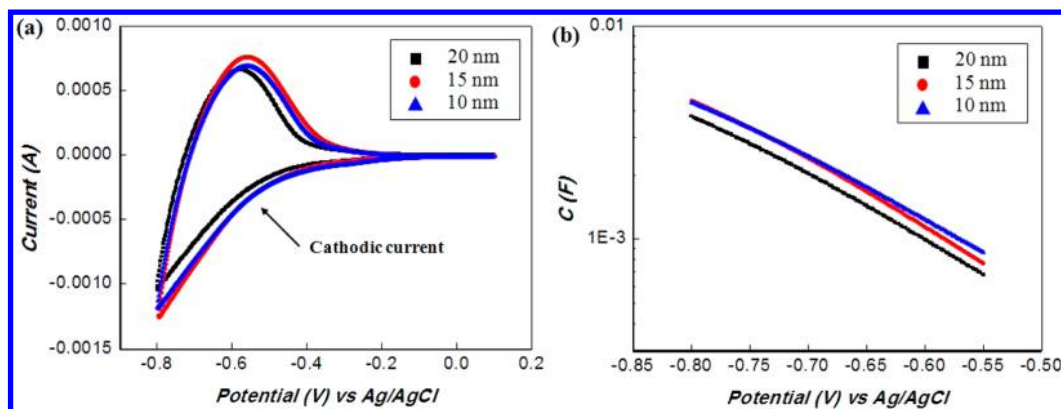 (a)
0.0010
0.0005
0.0000
-0.0005
-0.0010
-0.0015
Current (A)
20 nm
15 nm
10 nm
Cathodic current
-0.8
-0.6
-0.4
-0.2
0.0
0.2
Potential (V) vs Ag/AgCl
(b)
0.01
1E-3
C (F)
20 nm
15 nm
10 nm
-0.85
-0.80
-0.75
-0.70
-0.65
-0.60
-0.55
-0.50
Potential (V) vs Ag/AgCl